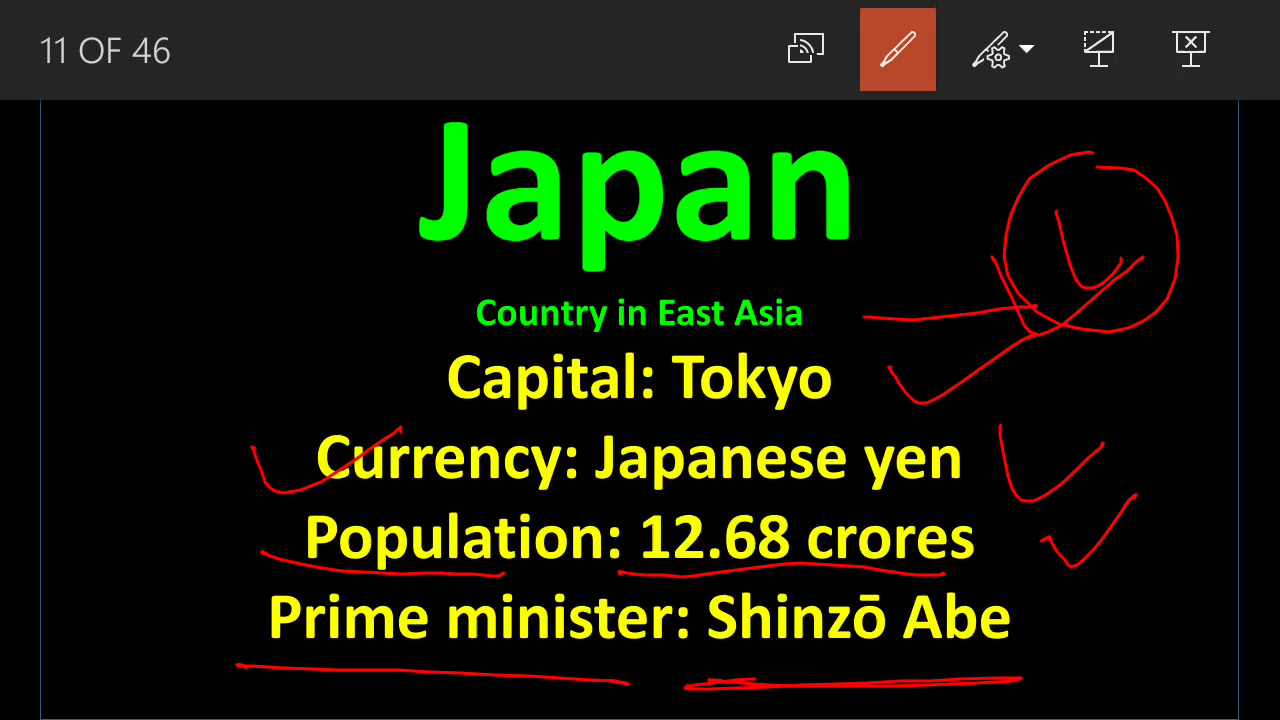 11 OF 46
Japan
Country in East Asia
Capital: Tokyo
Currency: Japanese yen
Population: 12.68 crores
Prime minister: Shinzō Abe